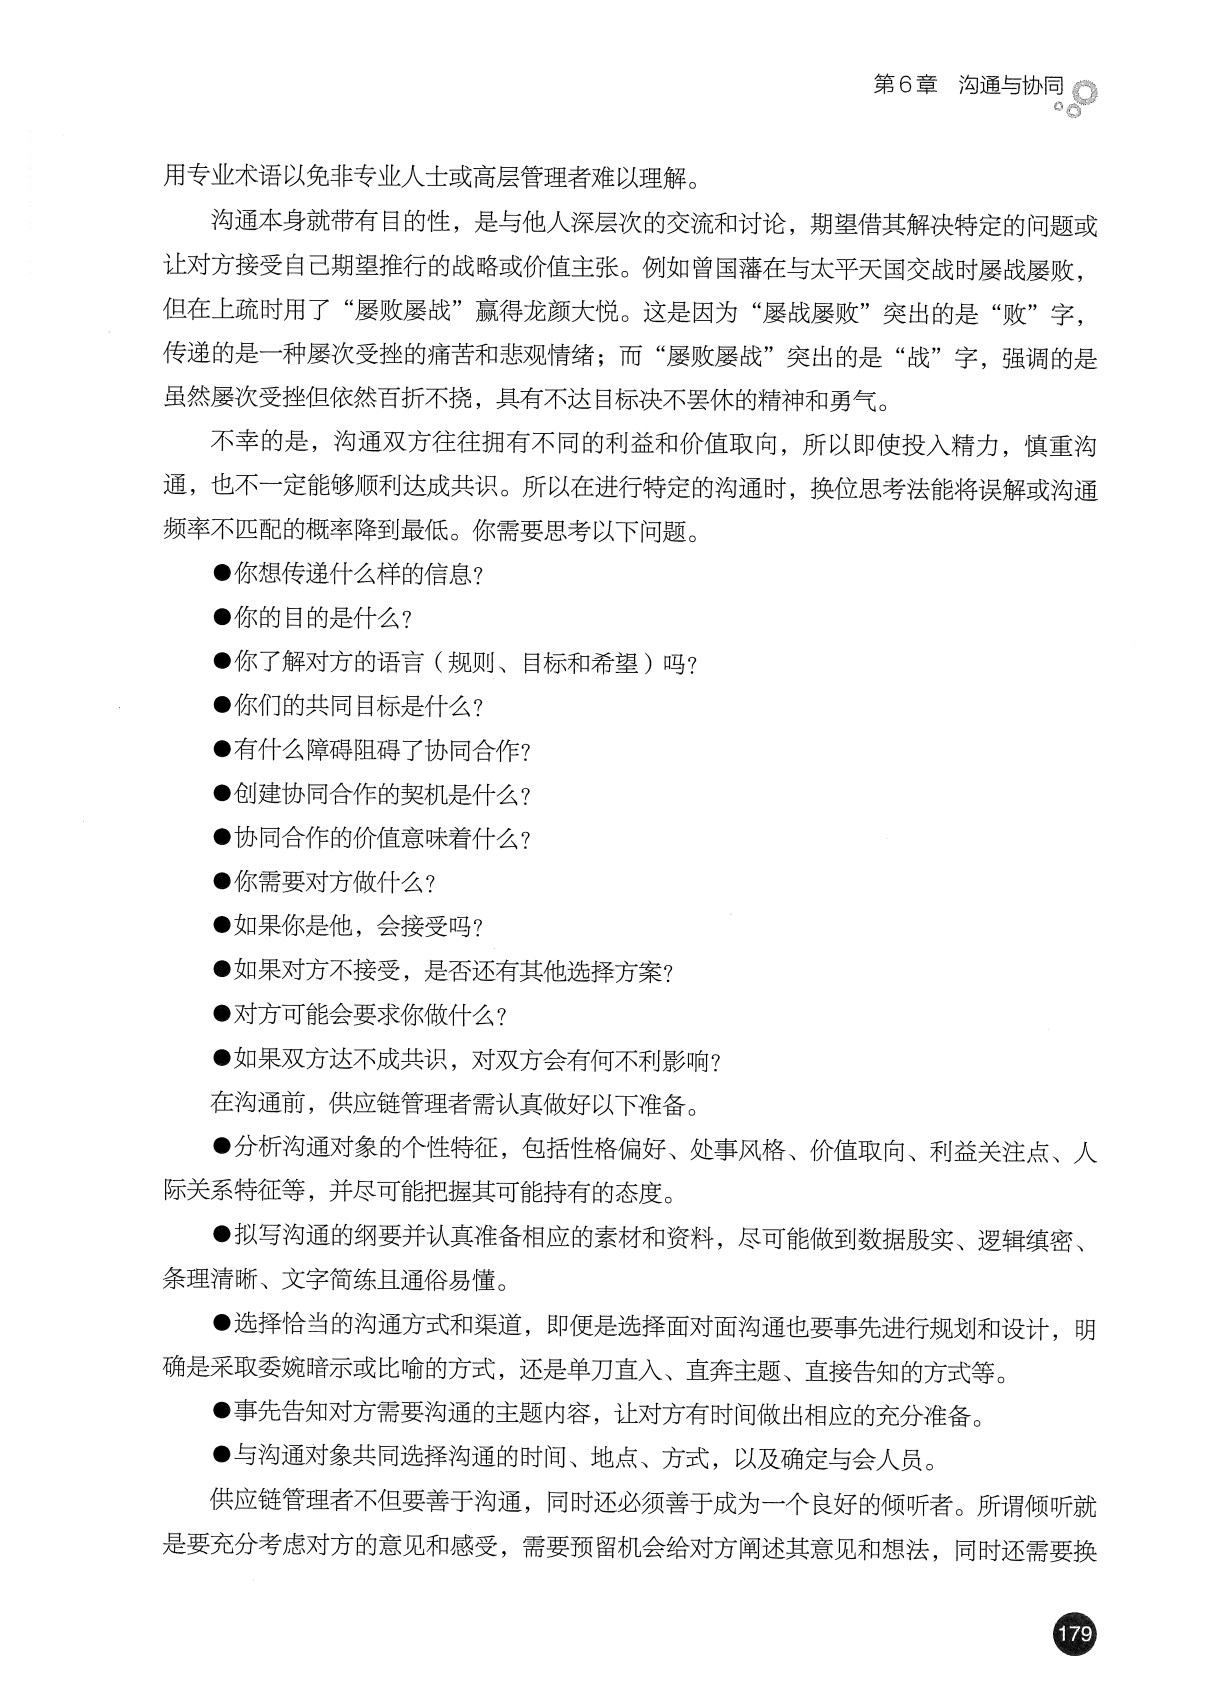 第6章 沟通与协同
用专业术语以免非专业人士或高层管理者难以理解。
沟通本身就带有目的性，是与他人深层次的交流和讨论，期望借其解决特定的问题或
让对方接受自己期望推行的战略或价值主张。例如曾国藩在与太平天国交战时屡战屡败，
但在上疏时用了“屡败屡战”赢得龙颜大悦。这是因为“屡战屡败”突出的是“败”字，
传递的是一种屡次受挫的痛苦和悲观情绪；而“屡败屡战”突出的是“战”字，强调的是
虽然屡次受挫但依然百折不挠，具有不达目标决不罢休的精神和勇气。
不幸的是，沟通双方往往拥有不同的利益和价值取向，所以即使投入精力，慎重沟
通，也不一定能够顺利达成共识。所以在进行特定的沟通时，换位思考法能将误解或沟通
频率不匹配的概率降到最低。你需要思考以下问题。
●你想传递什么样的信息？
●你的目的是什么？
●你了解对方的语言（规则、目标和希望）吗？
●你们的共同目标是什么？
●有什么障碍阻碍了协同合作？
●创建协同合作的契机是什么？
●协同合作的价值意味着什么？
●你需要对方做什么？
●如果你是他，会接受吗？
●如果对方不接受，是否还有其他选择方案？
●对方可能会要求你做什么？
●如果双方达不成共识，对双方会有何不利影响？
在沟通前，供应链管理者需认真做好以下准备。
●分析沟通对象的个性特征，包括性格偏好、处事风格、价值取向、利益关注点、人
际关系特征等，并尽可能把握其可能持有的态度。
●拟写沟通的纲要并认真准备相应的素材和资料，尽可能做到数据殷实、逻辑缜密、
条理清晰、文字简练且通俗易懂。
●选择恰当的沟通方式和渠道，即便是选择面对面沟通也要事先进行规划和设计，明
确是采取委婉暗示或比喻的方式，还是单刀直入、直奔主题、直接告知的方式等。
●事先告知对方需要沟通的主题内容，让对方有时间做出相应的充分准备。
●与沟通对象共同选择沟通的时间、地点、方式，以及确定与会人员。
供应链管理者不但要善于沟通，同时还必须善于成为一个良好的倾听者。所谓倾听就
是要充分考虑对方的意见和感受，需要预留机会给对方阐述其意见和想法，同时还需要换
179